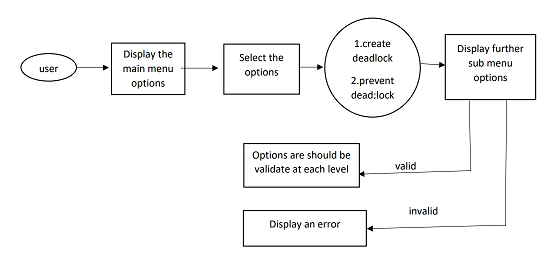 user
Display the
main menu
options
Select the
options
1.create
deadlock
2.prevent
dead:lock
Display further
sub menu
options
Options are should be
validate at each level
valid
Display an error
invalid